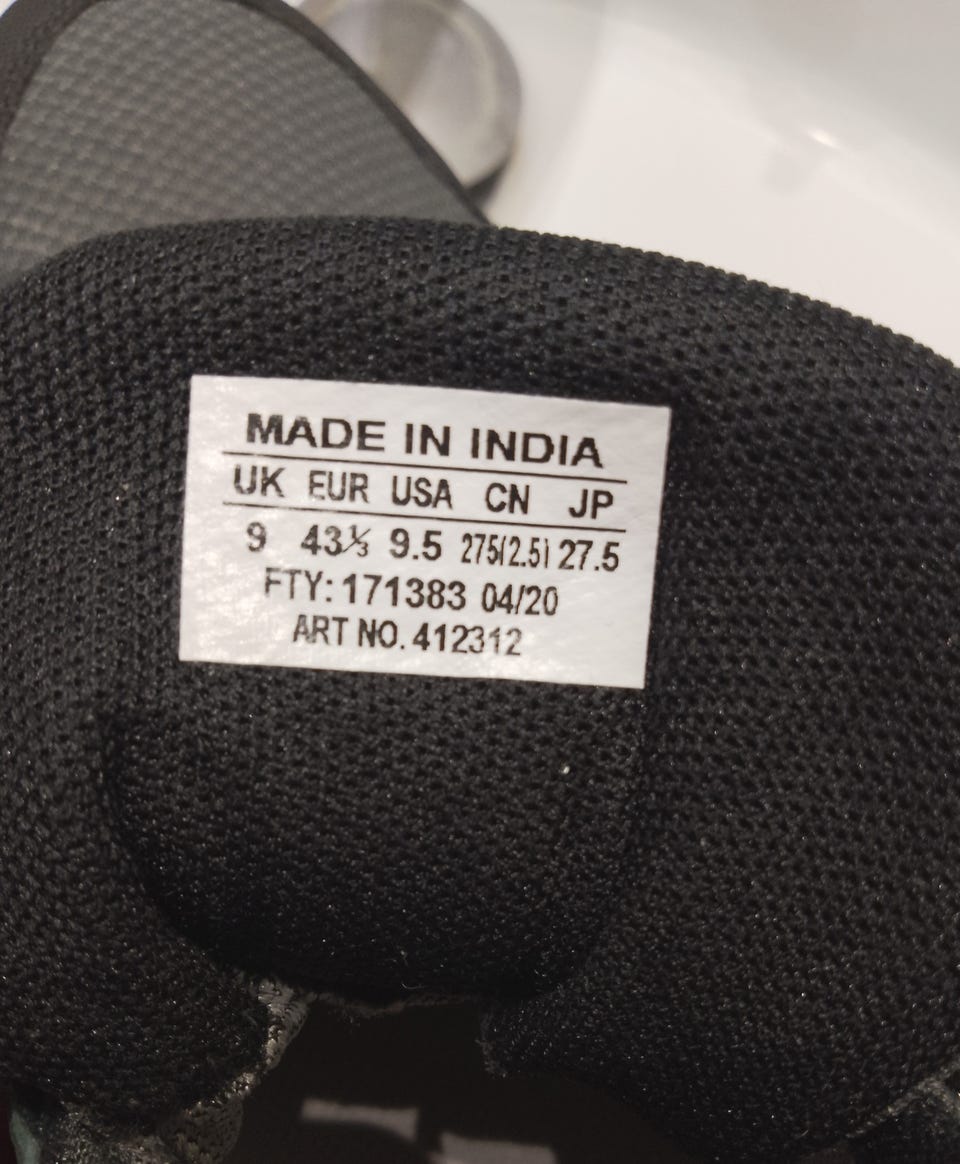 MADE IN INDIA
UK EUR USA CN JP
9 43⅓ 9.5 275(2.5) 27.5
FTY: 171383 04/20
ART NO. 412312